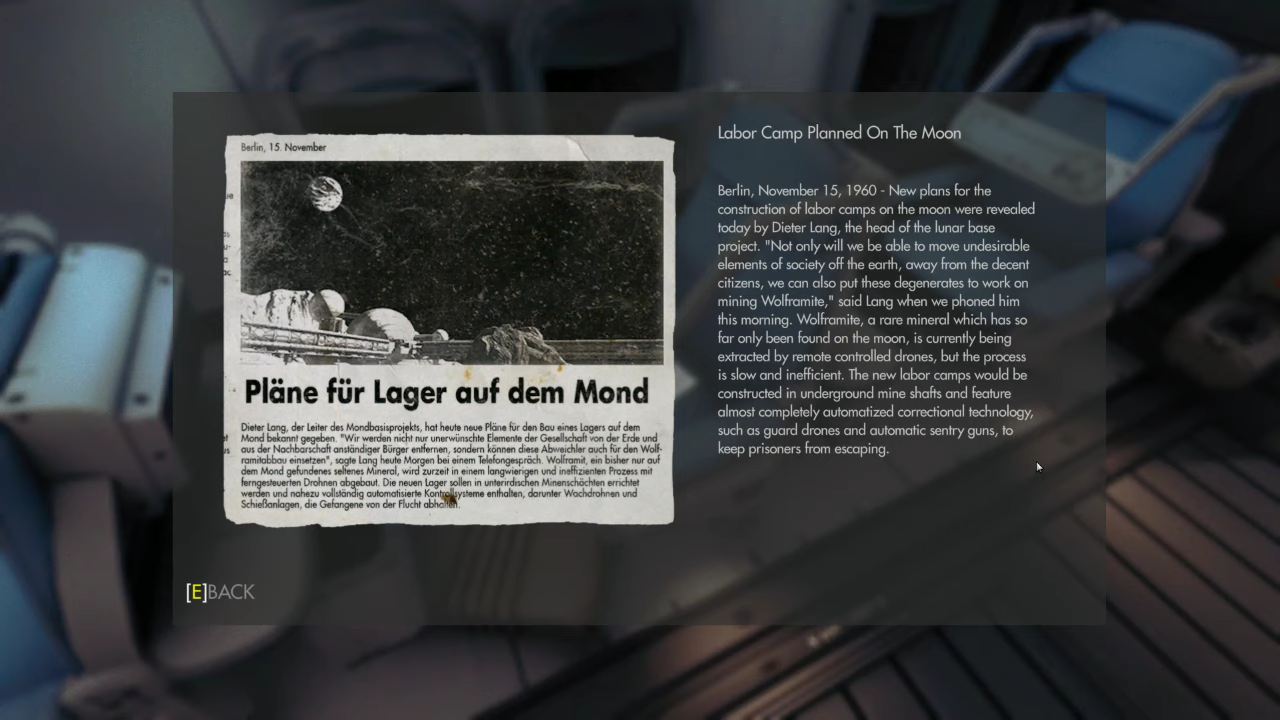 Berlin, 15. November
Pläne für Lager auf dem Mond
Dieter Lang, der Leiter des Mondbasisprojekts, hat heute neue Pläne für den Bau eines Lagers auf dem
Mond bekannt gegeben. "Wir werden nicht nur unerwünschte Elemente der Gesellschaft von der Erde und
aus der Nachbarschaft anständiger Bürger entfernen, sondern können diese Abweichler auch für den Wolf-
ramitabbau einsetzen", sagte Lang heute Morgen bei einem Telefongespräch. Wolframit, ein bisher nur auf
dem Mond gefundenes seltenes Mineral, wird zurzeit in einem langwierigen und ineffizienten Prozess mit
ferngesteuerten Drohnen abgebaut. Die neuen Lager sollen in unterirdischen Minenschächten errichtet
werden und nahezu vollständig automatisierte Kontrollsysteme enthalten, darunter Wachdrohnen und
Schießanlagen, die Gefangene von der Flucht abhalten.
Labor Camp Planned On The Moon
Berlin, November 15, 1960 - New plans for the
construction of labor camps on the moon were revealed
today by Dieter Lang, the head of the lunar base
project. "Not only will we be able to move undesirable
elements of society off the earth, away from the decent
citizens, we can also put these degenerates to work on
mining Wolframite," said Lang when we phoned him
this morning. Wolframite, a rare mineral which has so
far only been found on the moon, is currently being
extracted by remote controlled drones, but the process
is slow and inefficient. The new labor camps would be
constructed in underground mine shafts and feature
almost completely automatized correctional technology,
such as guard drones and automatic sentry guns, to
keep prisoners from escaping.
[E]BACK